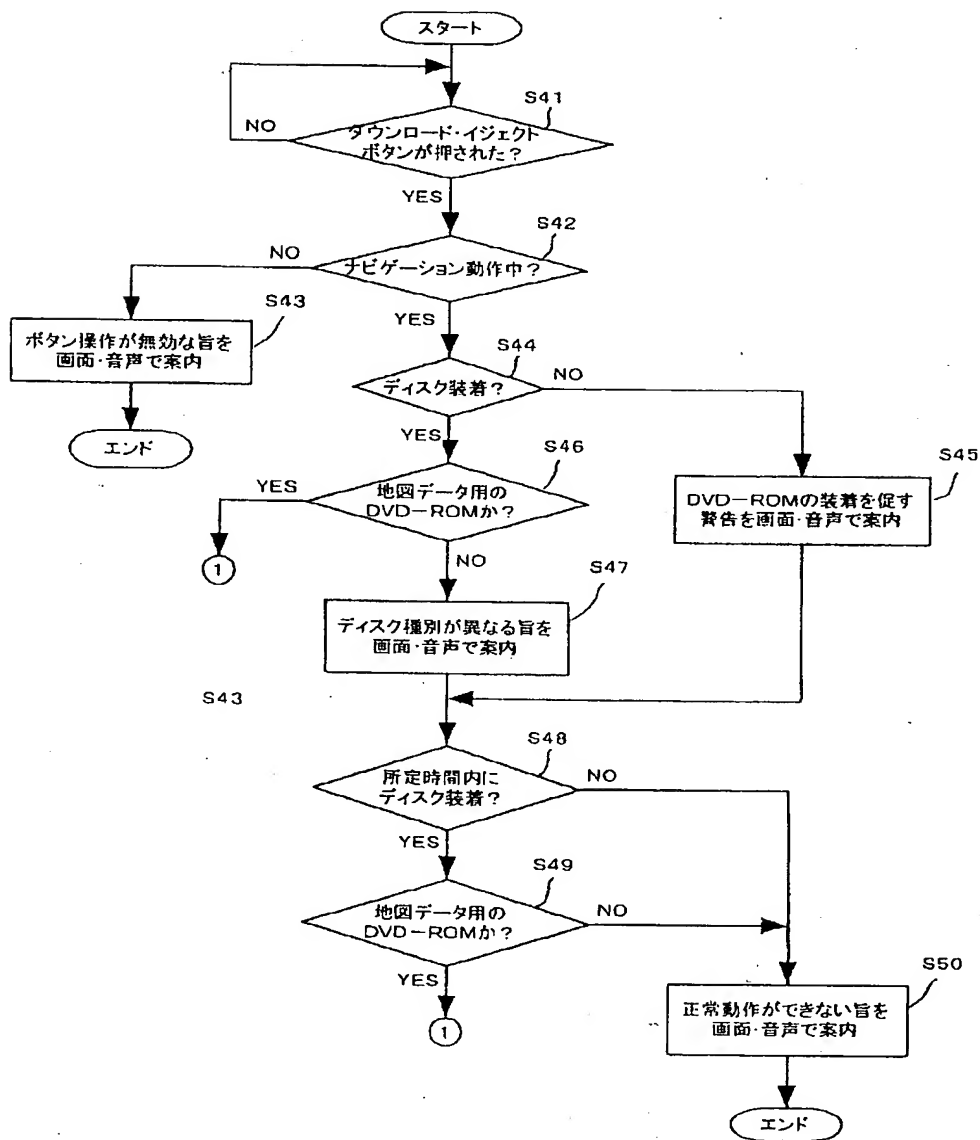 スタート
S41
NO
ダウンロード・イジェクト
ボタンが押された?
YES
S42
NO
ナビゲーション動作中?
S43
YES
ボタン操作が無効な旨を
画面・音声で案内
S44
ディスク装着?
NO
エンド
YES
S46
S45
YES
地図データ用の
DVD-ROMか?
DVD-ROMの装着を促す
警告を画面・音声で案内
1
NO
S47
ディスク種別が異なる旨を
画面・音声で案内
S43
S48
所定時間内に
ディスク装着?
NO
YES
S49
地図データ用の
DVD-ROMか?
NO
YES
S50
1
正常動作ができない旨を
画面・音声で案内
エンド